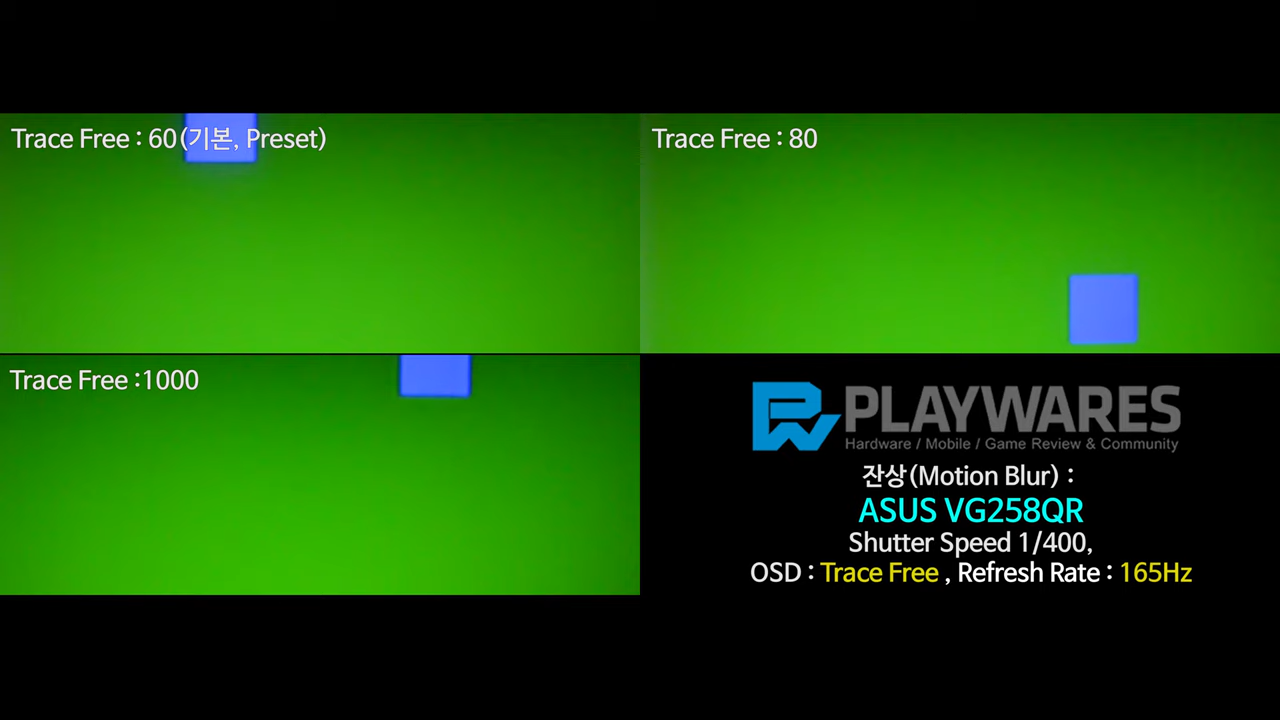 Trace Free : 60(기본, Preset)
Trace Free : 80
Trace Free :1000
PLAYWARES
Hardware / Mobile / Game Review & Community
잔상(Motion Blur) :
ASUS VG258QR
Shutter Speed 1/400,
OSD : Trace Free , Refresh Rate : 165Hz